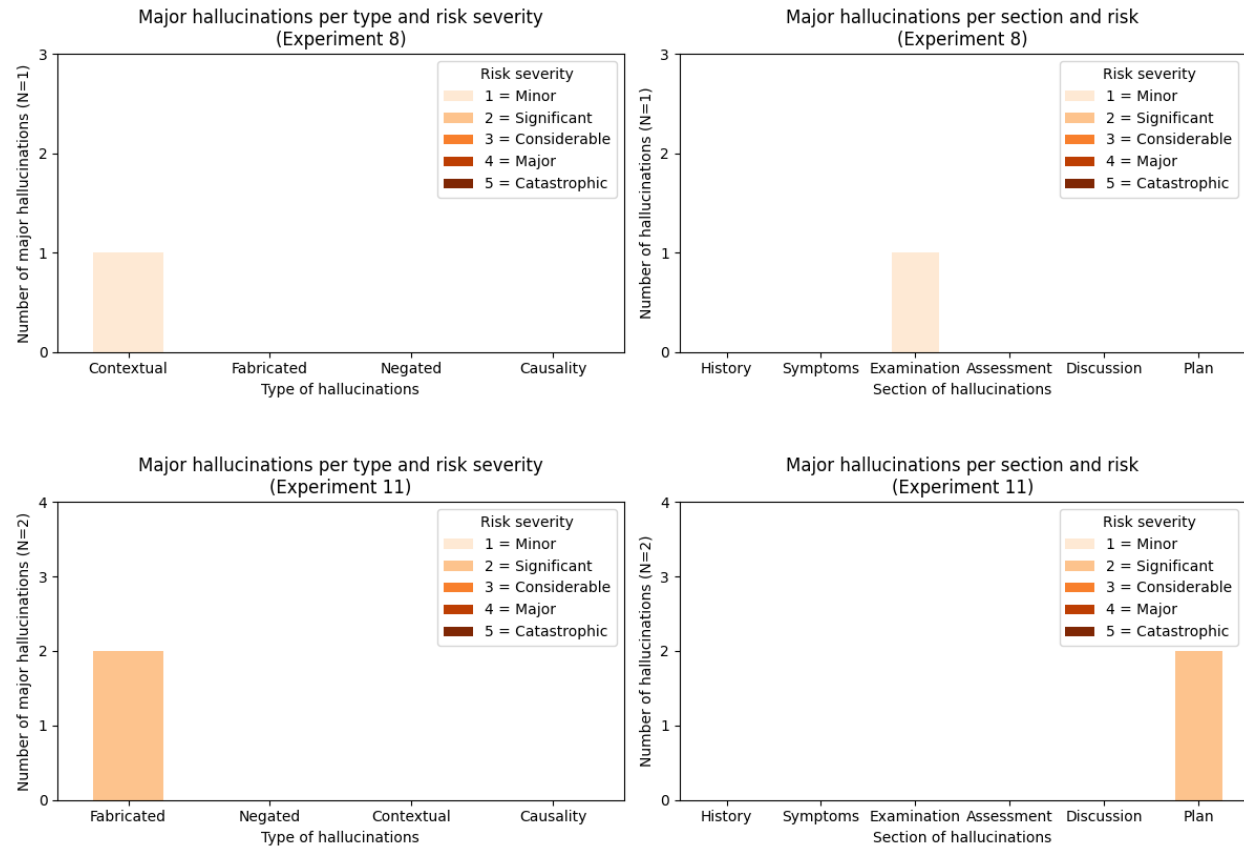 Major hallucinations per type and risk severity
(Experiment 8)
Number of major hallucinations (N=1)
3
2
1
0
Risk severity
1 = Minor
2 = Significant
3 = Considerable
4 = Major
5 = Catastrophic
Contextual Fabricated Negated Causality
Type of hallucinations
Major hallucinations per section and risk
(Experiment 8)
Number of hallucinations (N=1)
3
2
1
0
Risk severity
1 = Minor
2 = Significant
3 = Considerable
4 = Major
5 = Catastrophic
History Symptoms Examination Assessment Discussion Plan
Section of hallucinations
Major hallucinations per type and risk severity
(Experiment 11)
Number of major hallucinations (N=2)
4
3
2
1
0
Risk severity
1 = Minor
2 = Significant
3 = Considerable
4 = Major
5 = Catastrophic
Fabricated Negated Contextual Causality
Type of hallucinations
Major hallucinations per section and risk
(Experiment 11)
Number of hallucinations (N=2)
4
3
2
1
0
Risk severity
1 = Minor
2 = Significant
3 = Considerable
4 = Major
5 = Catastrophic
History Symptoms Examination Assessment Discussion Plan
Section of hallucinations